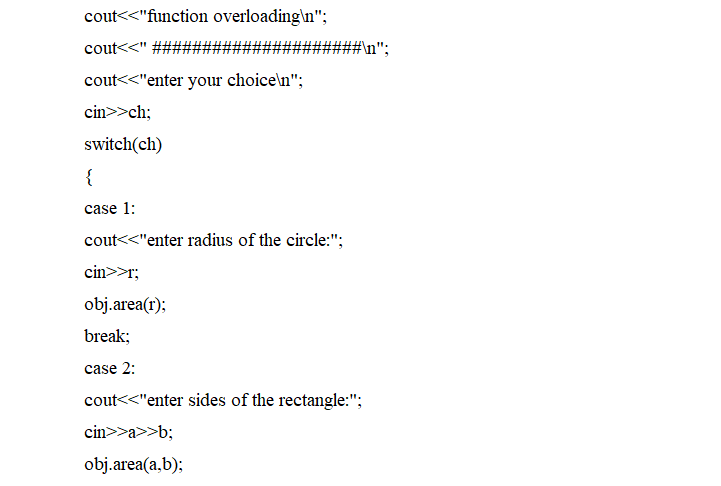 cout<<"function overloading\n";
cout<<" #####################\n";
cout<<"enter your choice\n";
cin>>ch;
switch(ch)
{
case 1:
cout<<"enter radius of the circle:";
cin>>r;
obj.area(r);
break;
case 2:
cout<<"enter sides of the rectangle:";
cin>>a>>b;
obj.area(a,b);